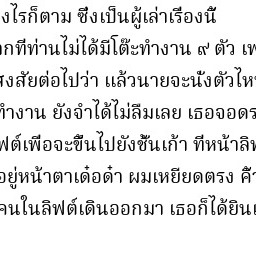 งไรก็ตาม ซึ่งเป็นผู้เล่าเรื่องนี้
กที่ท่านไม่ได้มีโต๊ะทำงาน ๙ ตัว เพ
สงสัยต่อไปว่า แล้วนายจะนั่งตัวไห
ทำงาน ยังจำได้ไม่ลืมเลย เธอจอดร
ฟต์เพื่อจะขึ้นไปยังชั้นเก้า ที่หน้าลิ
อยู่หน้าตาเด๋อด๋า ผมเหยียดตรง คิ้
คนในลิฟต์เดินออกมา เธอก็ได้ยินเ